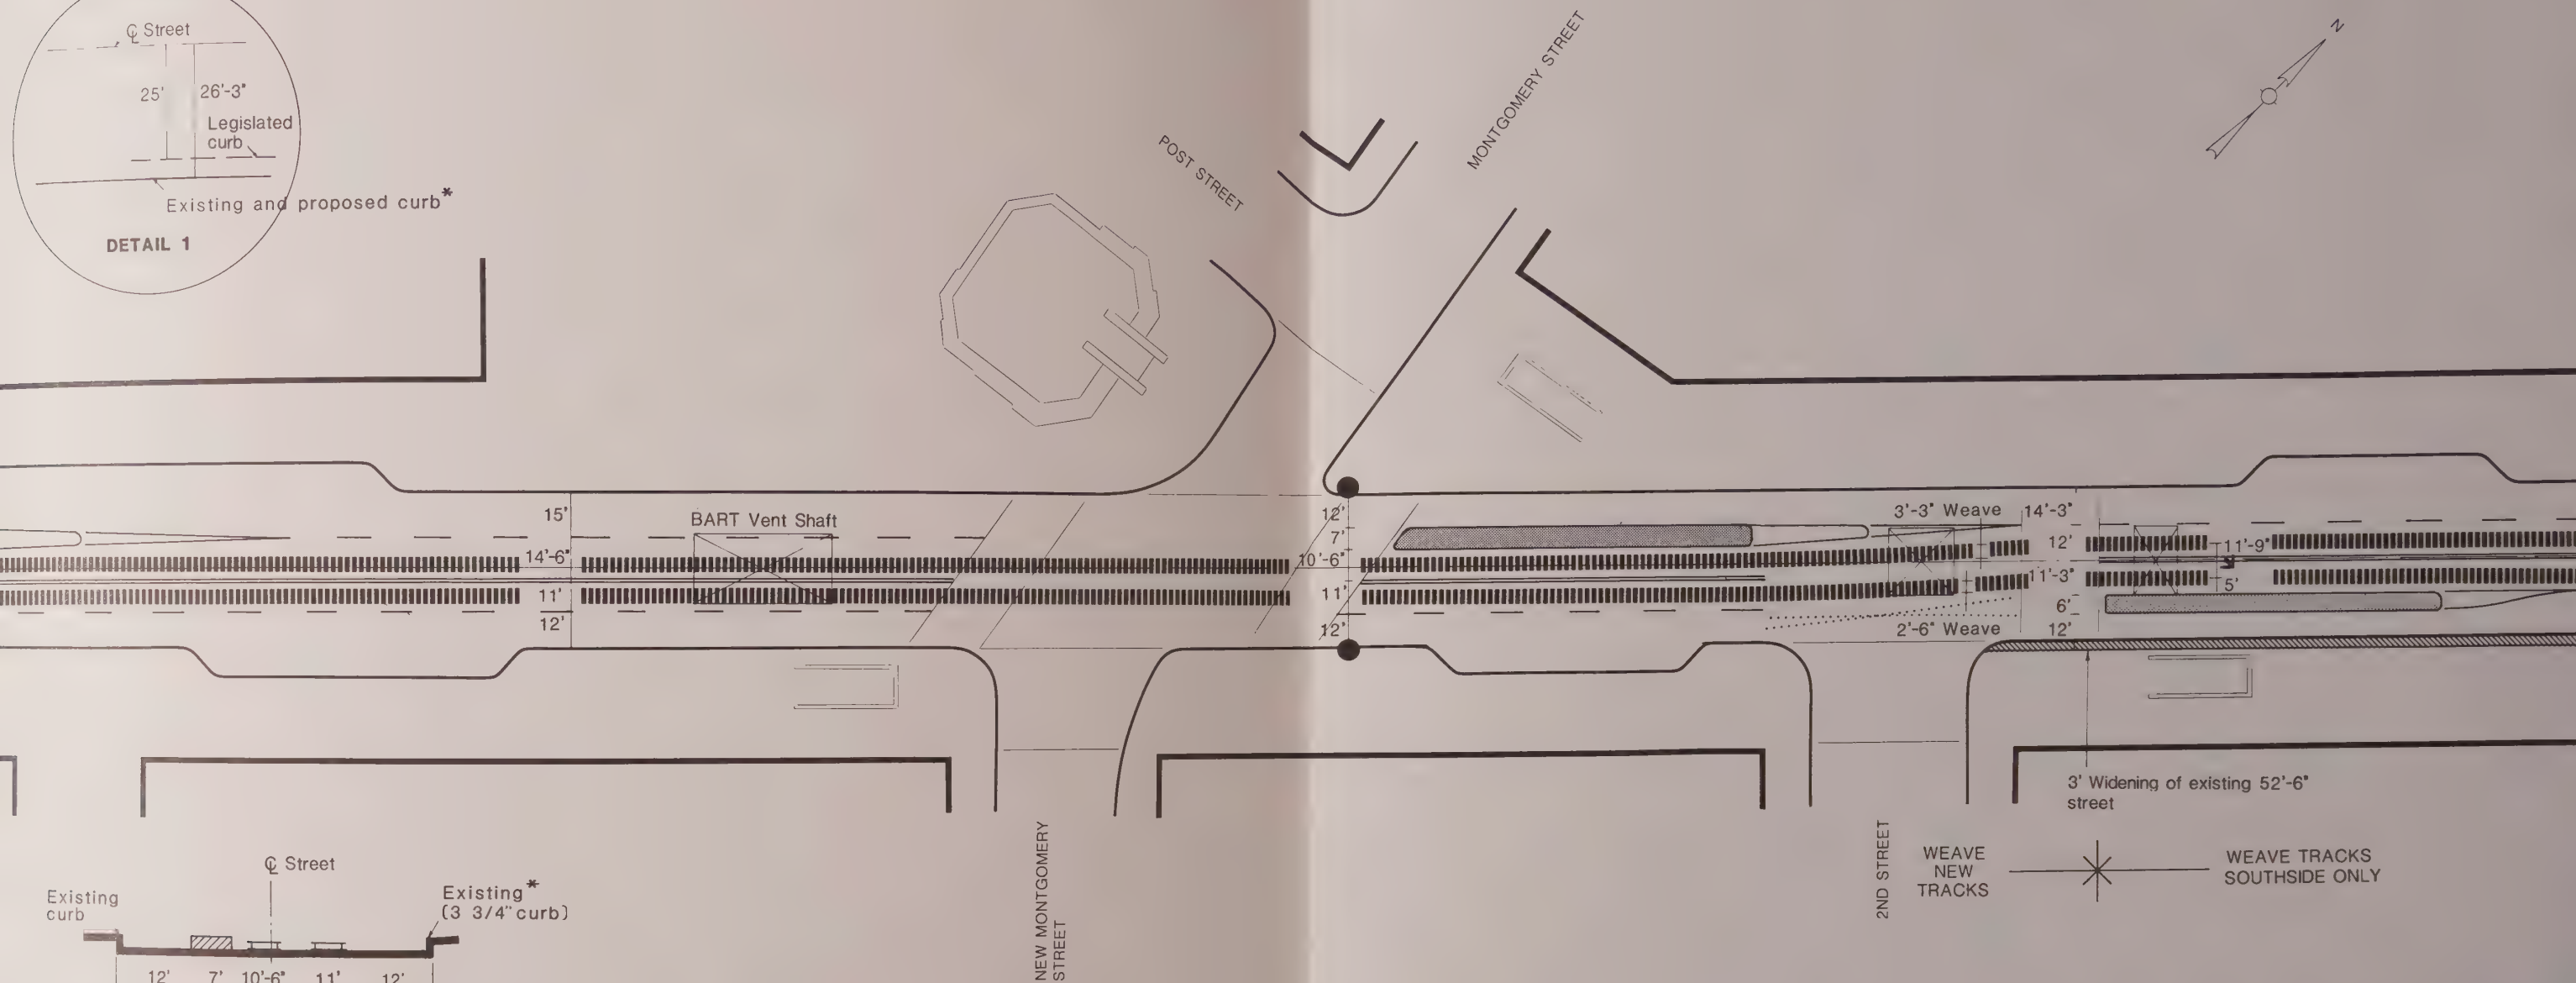 ℄ Street
25'
26'-3"
Legislated
curb
Existing and proposed curb*
DETAIL 1
POST STREET
MONTGOMERY STREET
N
15'
BART Vent Shaft
14'-6"
11'
12'
12'
7'
10'-6"
11'
12'
3'-3" Weave
14'-3"
12'
11'-9"
11'-3"
5'
6'
2'-6" Weave
12'
3' Widening of existing 52'-6"
street
NEW MONTGOMERY
STREET
2ND STREET
WEAVE
NEW
TRACKS
WEAVE TRACKS
SOUTHSIDE ONLY
℄ Street
Existing
curb
Existing*
(3 3/4" curb)
12' 7' 10'-6" 11' 12'